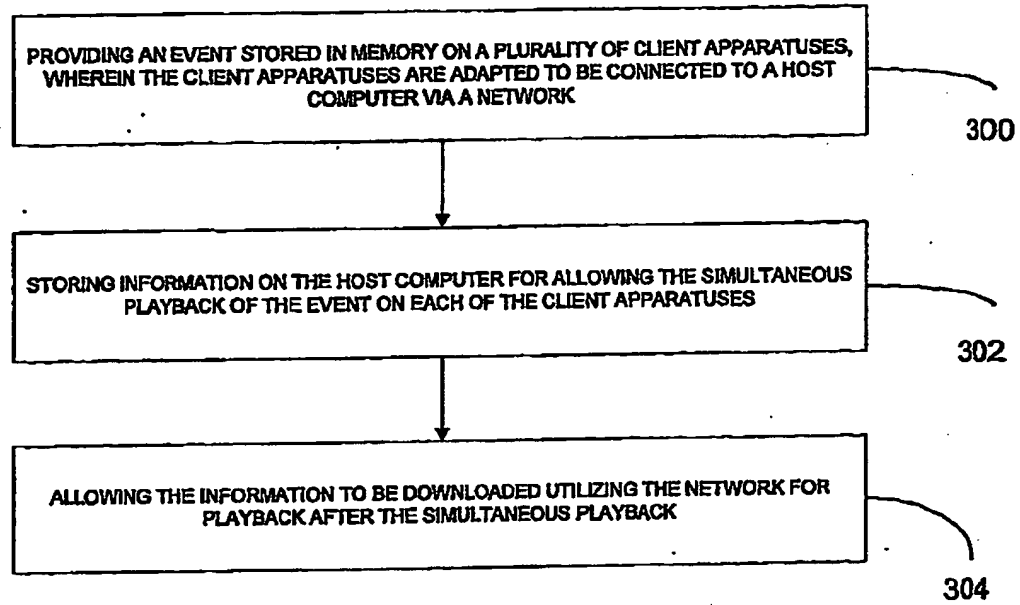 PROVIDING AN EVENT STORED IN MEMORY ON A PLURALITY OF CLIENT APPARATUSES,
WHEREIN THE CLIENT APPARATUSES ARE ADAPTED TO BE CONNECTED TO A HOST
COMPUTER VIA A NETWORK
300
STORING INFORMATION ON THE HOST COMPUTER FOR ALLOWING THE SIMULTANEOUS
PLAYBACK OF THE EVENT ON EACH OF THE CLIENT APPARATUSES
302
ALLOWING THE INFORMATION TO BE DOWNLOADED UTILIZING THE NETWORK FOR
PLAYBACK AFTER THE SIMULTANEOUS PLAYBACK
304